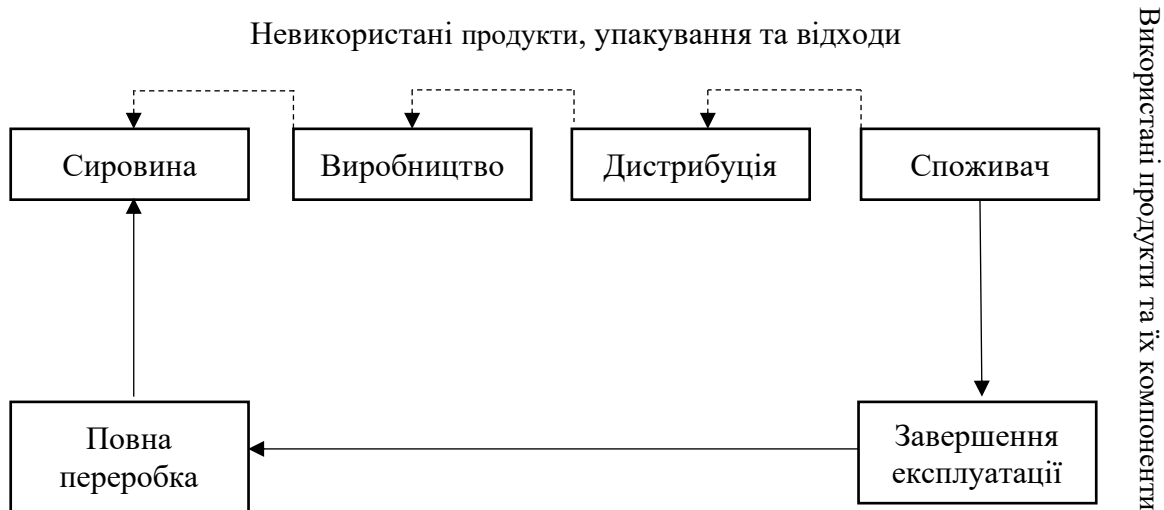 Невикористані продукти, упакування та відходи
Сировина
Виробництво
Дистрибуція
Споживач
Використані продукти та їх компоненти
Повна
переробка
Завершення
експлуатації